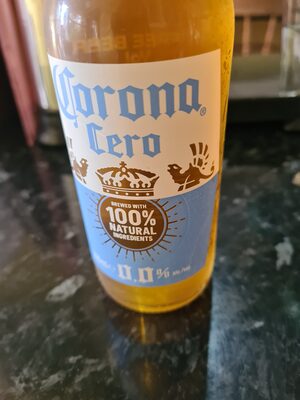 Corona®
Cero
BREWED WITH
100%
NATURAL
INGREDIENTS
0.0%